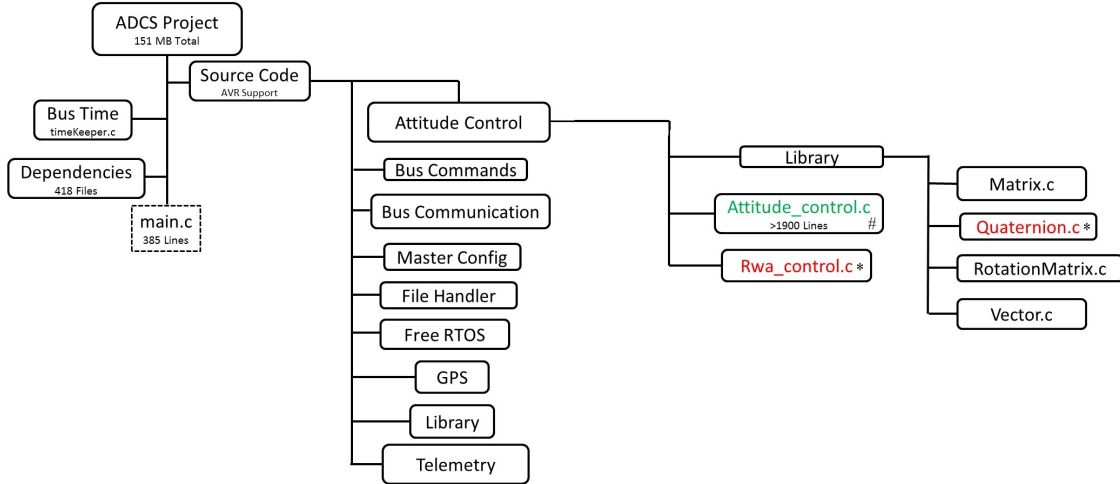 ADCS Project
151 MB Total
Source Code
AVR Support
Bus Time
timeKeeper.c
Dependencies
418 Files
main.c
385 Lines
Attitude Control
Bus Commands
Bus Communication
Master Config
File Handler
Free RTOS
GPS
Library
Telemetry
Library
Attitude_control.c
>1900 Lines #
Rwa_control.c *
Matrix.c
Quaternion.c *
RotationMatrix.c
Vector.c